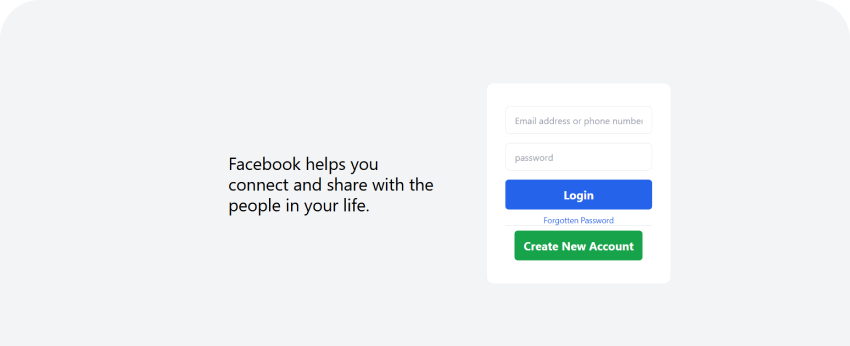 Facebook helps you
connect and share with the
people in your life.
Email address or phone number
password
Login
Forgotten Password
Create New Account